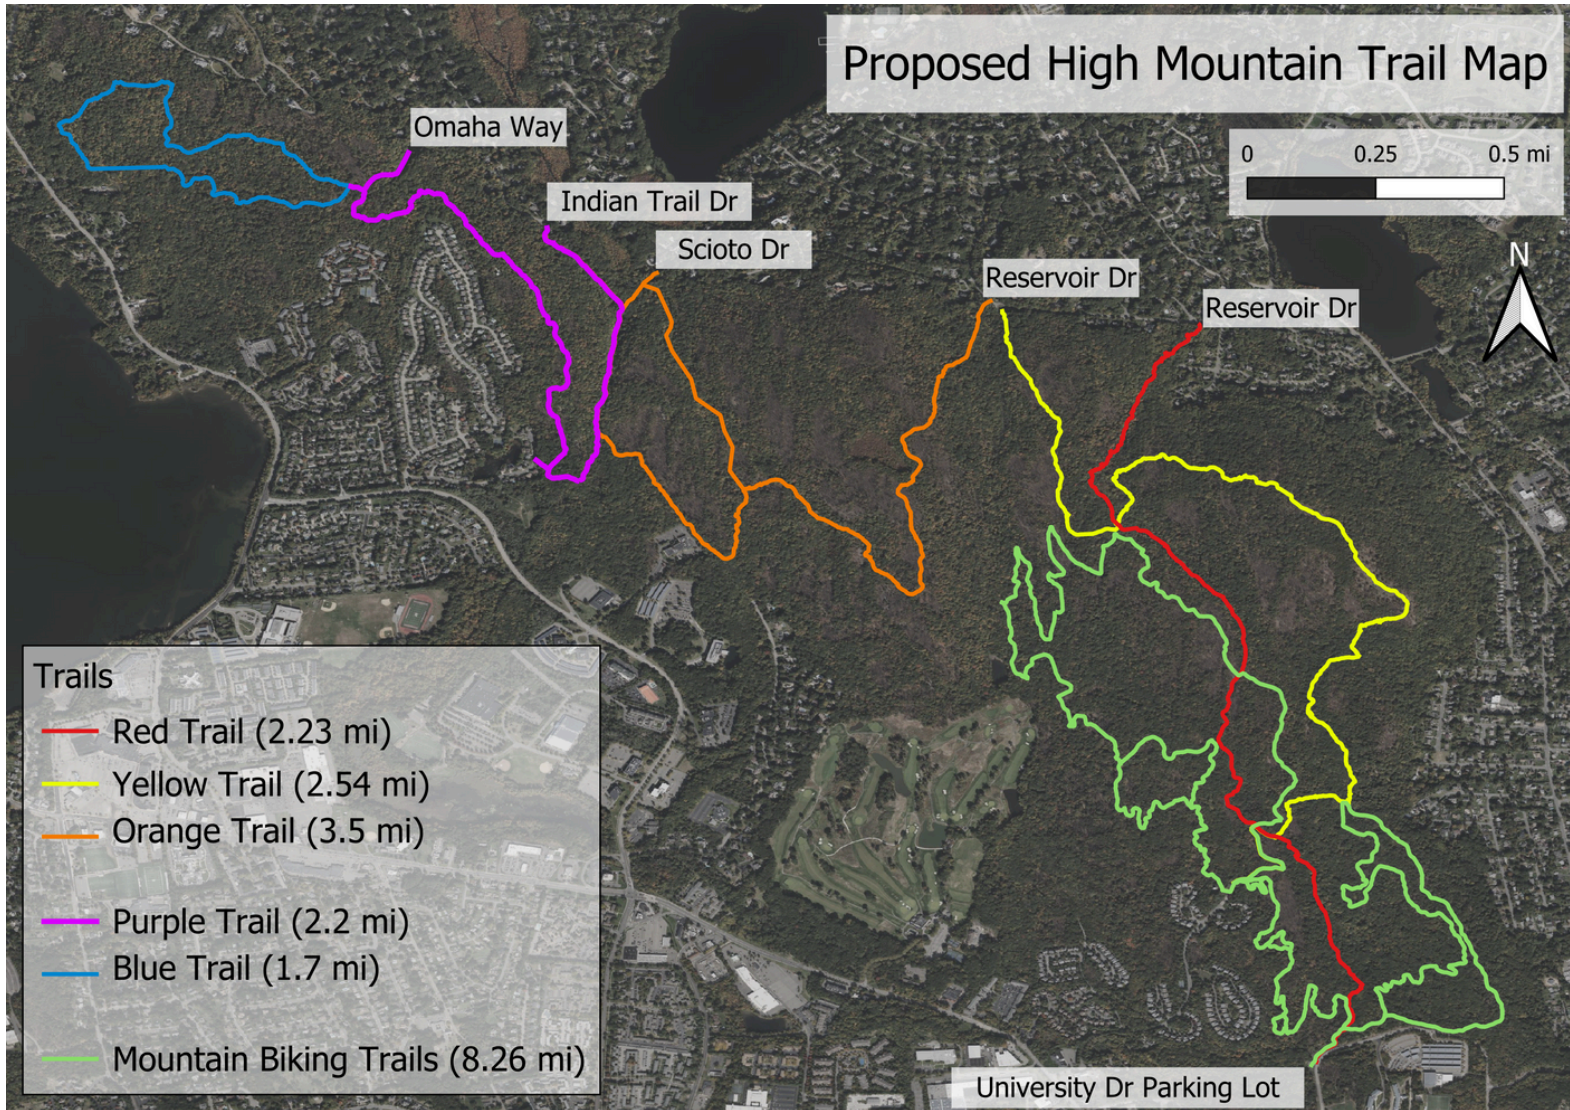 Proposed High Mountain Trail Map
0 0.25 0.5 mi
N
Omaha Way
Indian Trail Dr
Scioto Dr
Reservoir Dr
Reservoir Dr
Trails
Red Trail (2.23 mi)
Yellow Trail (2.54 mi)
Orange Trail (3.5 mi)
Purple Trail (2.2 mi)
Blue Trail (1.7 mi)
Mountain Biking Trails (8.26 mi)
University Dr Parking Lot